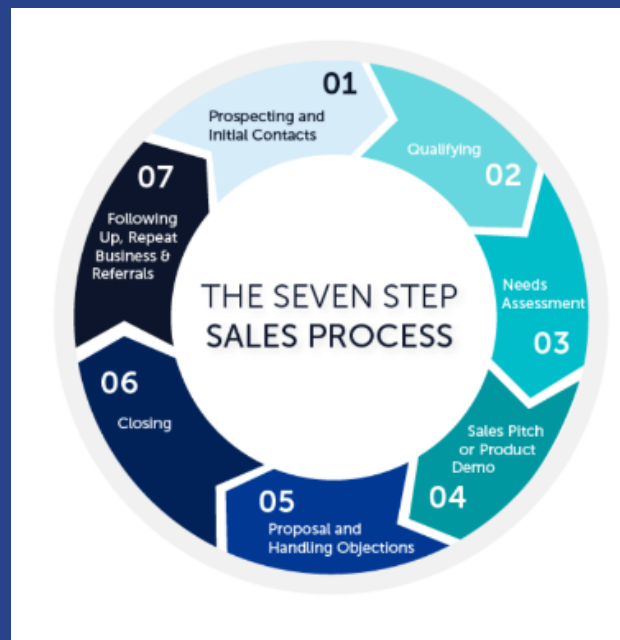 THE SEVEN STEP
SALES PROCESS
01
Prospecting and
Initial Contacts
Qualifying
02
Needs
Assessment
03
Sales Pitch
or Product
Demo
04
05
Proposal and
Handling Objections
06
Closing
07
Following
Up, Repeat
Business &
Referrals